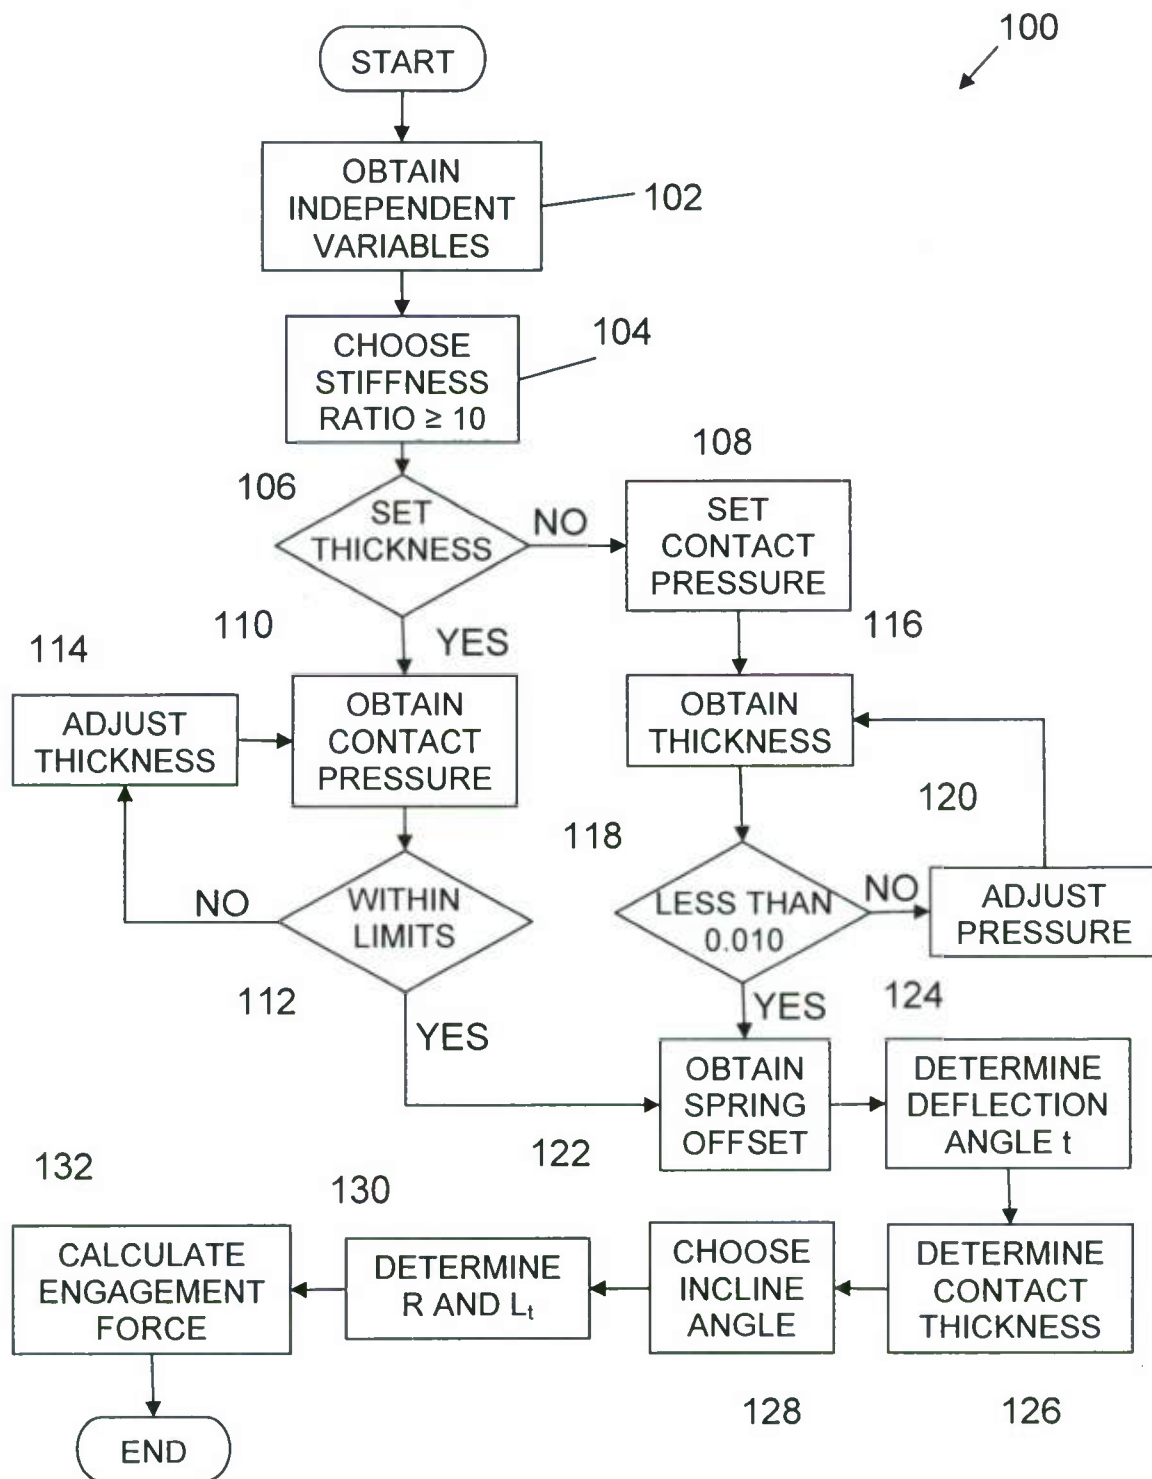 100
START
OBTAIN
INDEPENDENT
VARIABLES
102
CHOOSE
STIFFNESS
RATIO ≥ 10
104
106
SET
THICKNESS
NO
108
SET
CONTACT
PRESSURE
110
YES
116
114
ADJUST
THICKNESS
OBTAIN
CONTACT
PRESSURE
OBTAIN
THICKNESS
120
118
NO
WITHIN
LIMITS
LESS THAN
0.010
NO
ADJUST
PRESSURE
112
YES
YES
124
OBTAIN
SPRING
OFFSET
DETERMINE
DEFLECTION
ANGLE t
122
132
130
CALCULATE
ENGAGEMENT
FORCE
DETERMINE
R AND Lt
CHOOSE
INCLINE
ANGLE
DETERMINE
CONTACT
THICKNESS
128
126
END